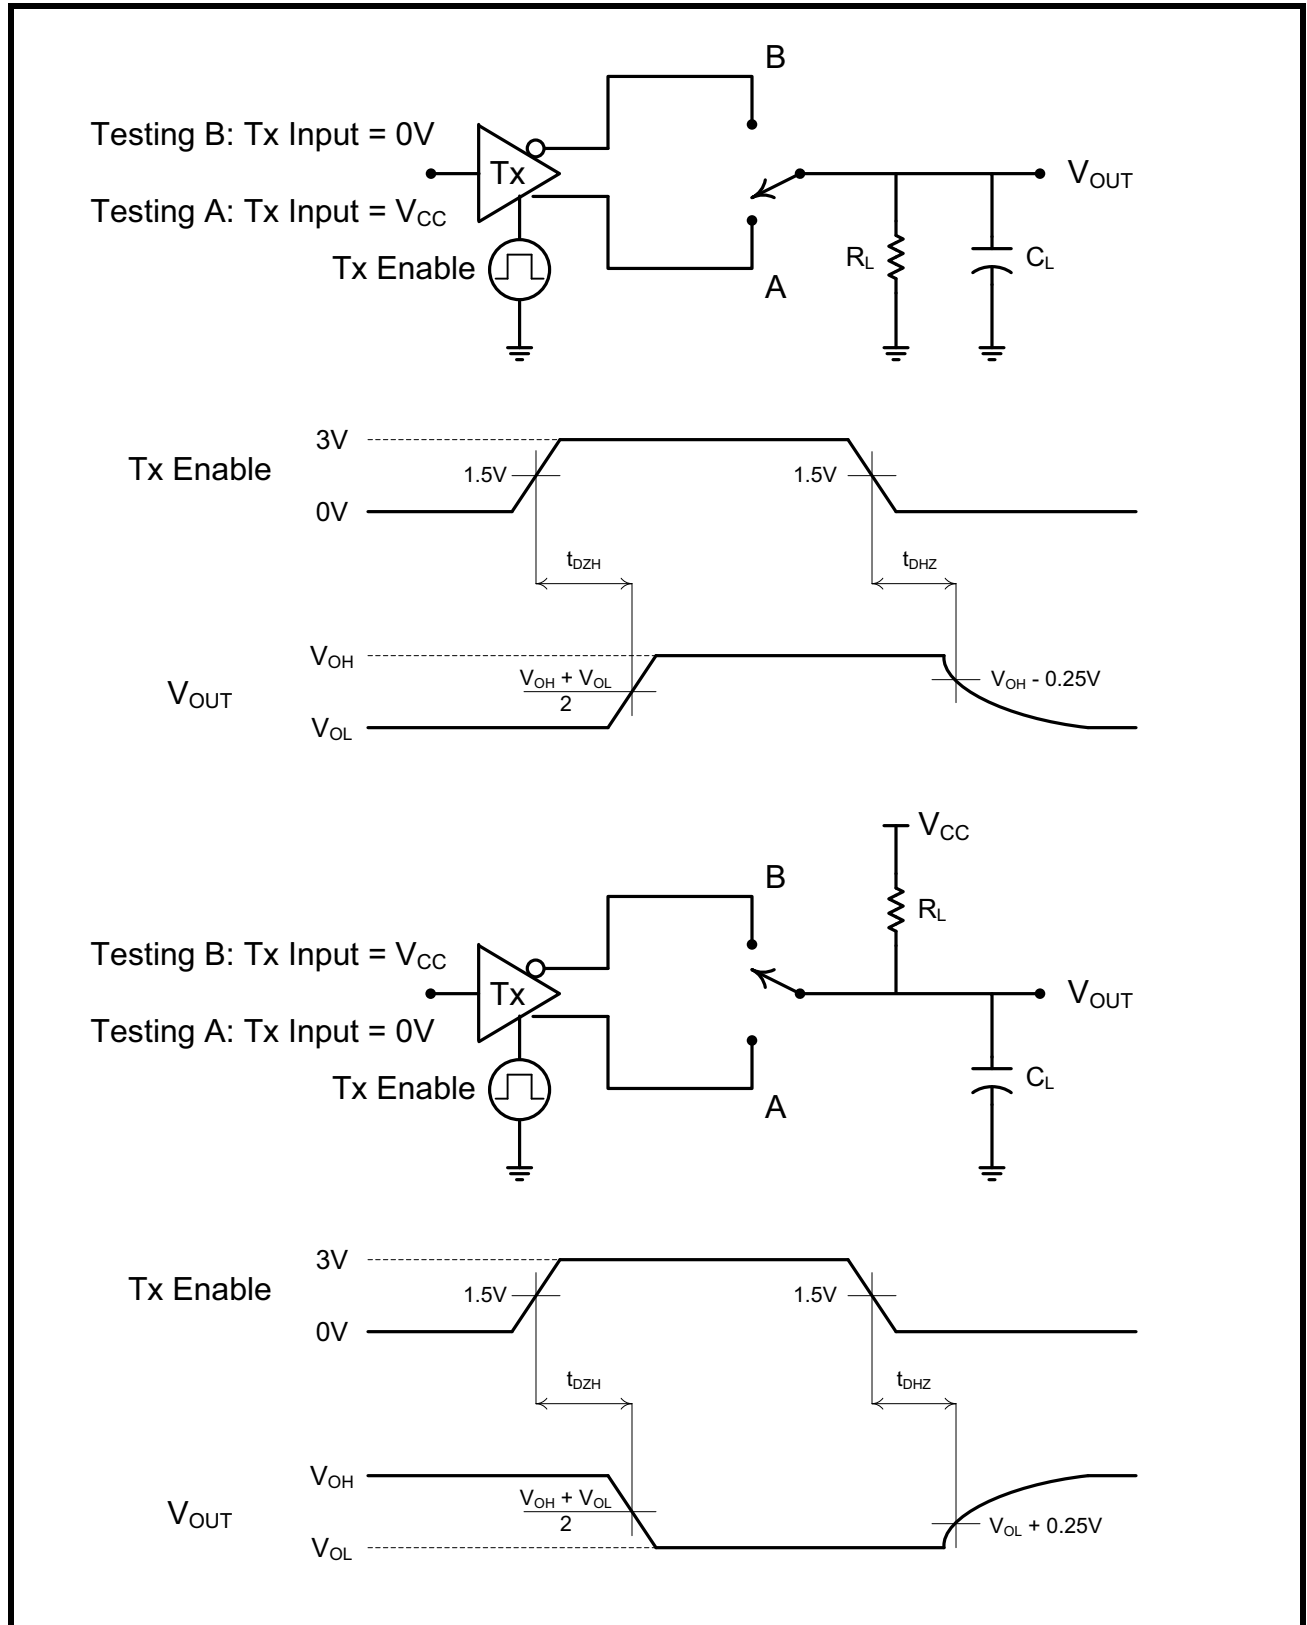 B
Testing B: Tx Input = 0V
Tx
V_OUT
Testing A: Tx Input = V_CC
Tx Enable
R_L
C_L
A
3V
Tx Enable
1.5V
1.5V
0V
t_DZH
t_DHZ
V_OH
V_OH + V_OL
2
V_OH - 0.25V
V_OUT
V_OL
V_CC
B
R_L
Testing B: Tx Input = V_CC
Tx
V_OUT
Testing A: Tx Input = 0V
Tx Enable
C_L
A
3V
Tx Enable
1.5V
1.5V
0V
t_DZH
t_DHZ
V_OH
V_OH + V_OL
2
V_OUT
V_OL + 0.25V
V_OL